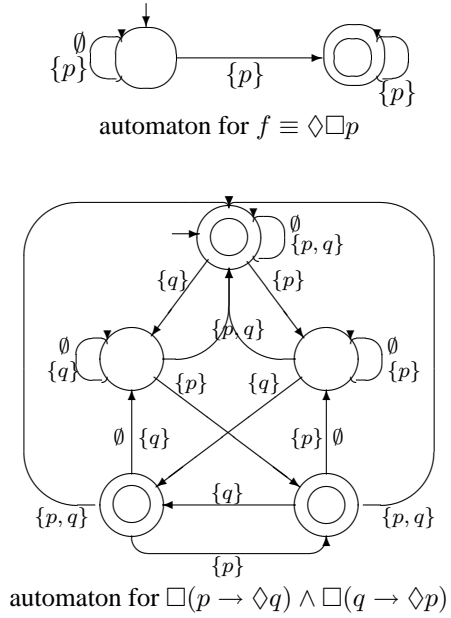 ∅
{p}
{p}
{p}
automaton for f ≡ ◊□p
∅
{p, q}
{q}
{p}
{p, q}
∅
{q}
∅
{p}
{p}
{q}
∅ {q}
{p} ∅
{q}
{p, q}
{p, q}
{p}
automaton for □(p → ◊q) ∧ □(q → ◊p)